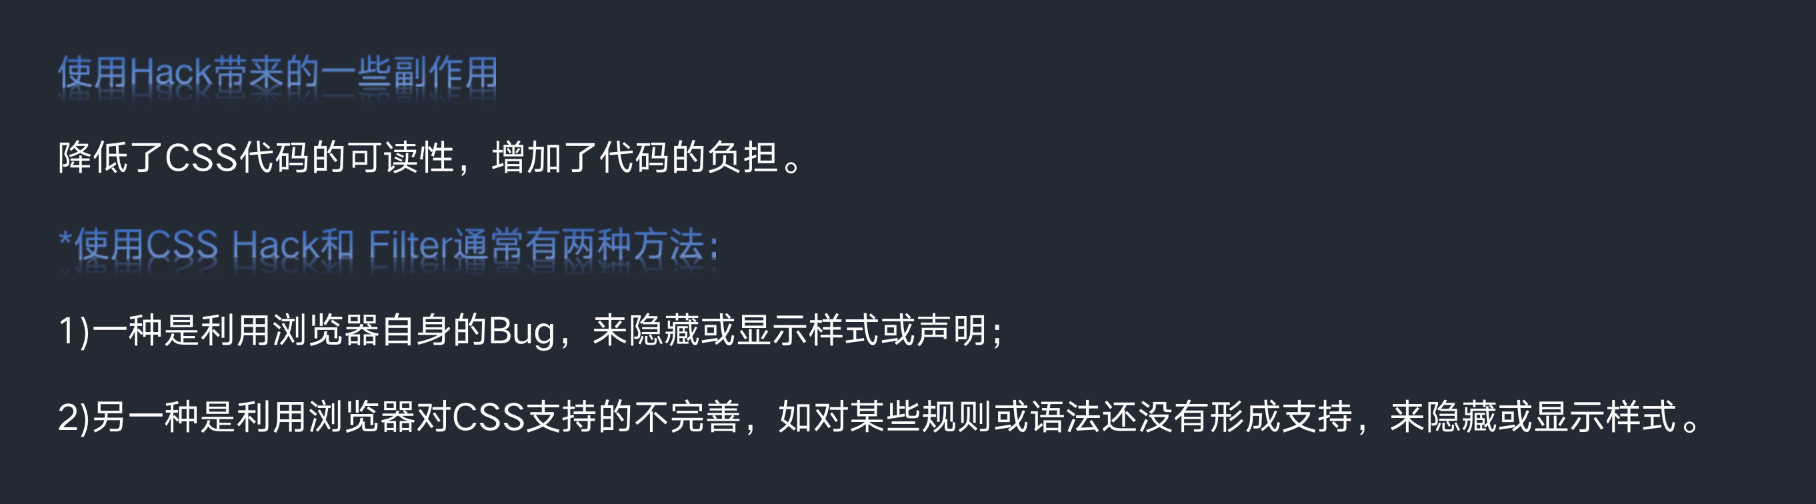 使用Hack带来的一些副作用
降低了CSS代码的可读性，增加了代码的负担。
*使用CSS Hack和 Filter通常有两种方法：
1)一种是利用浏览器自身的Bug，来隐藏或显示样式或声明；
2)另一种是利用浏览器对CSS支持的不完善，如对某些规则或语法还没有形成支持，来隐藏或显示样式。